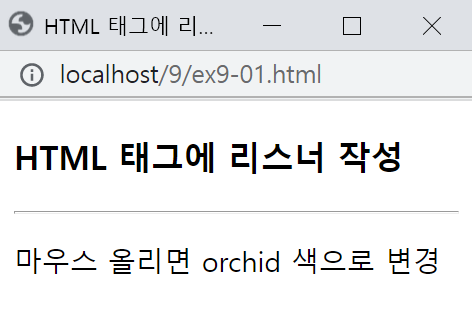 HTML 태그에 리...
localhost/9/ex9-01.html
HTML 태그에 리스너 작성
마우스 올리면 orchid 색으로 변경